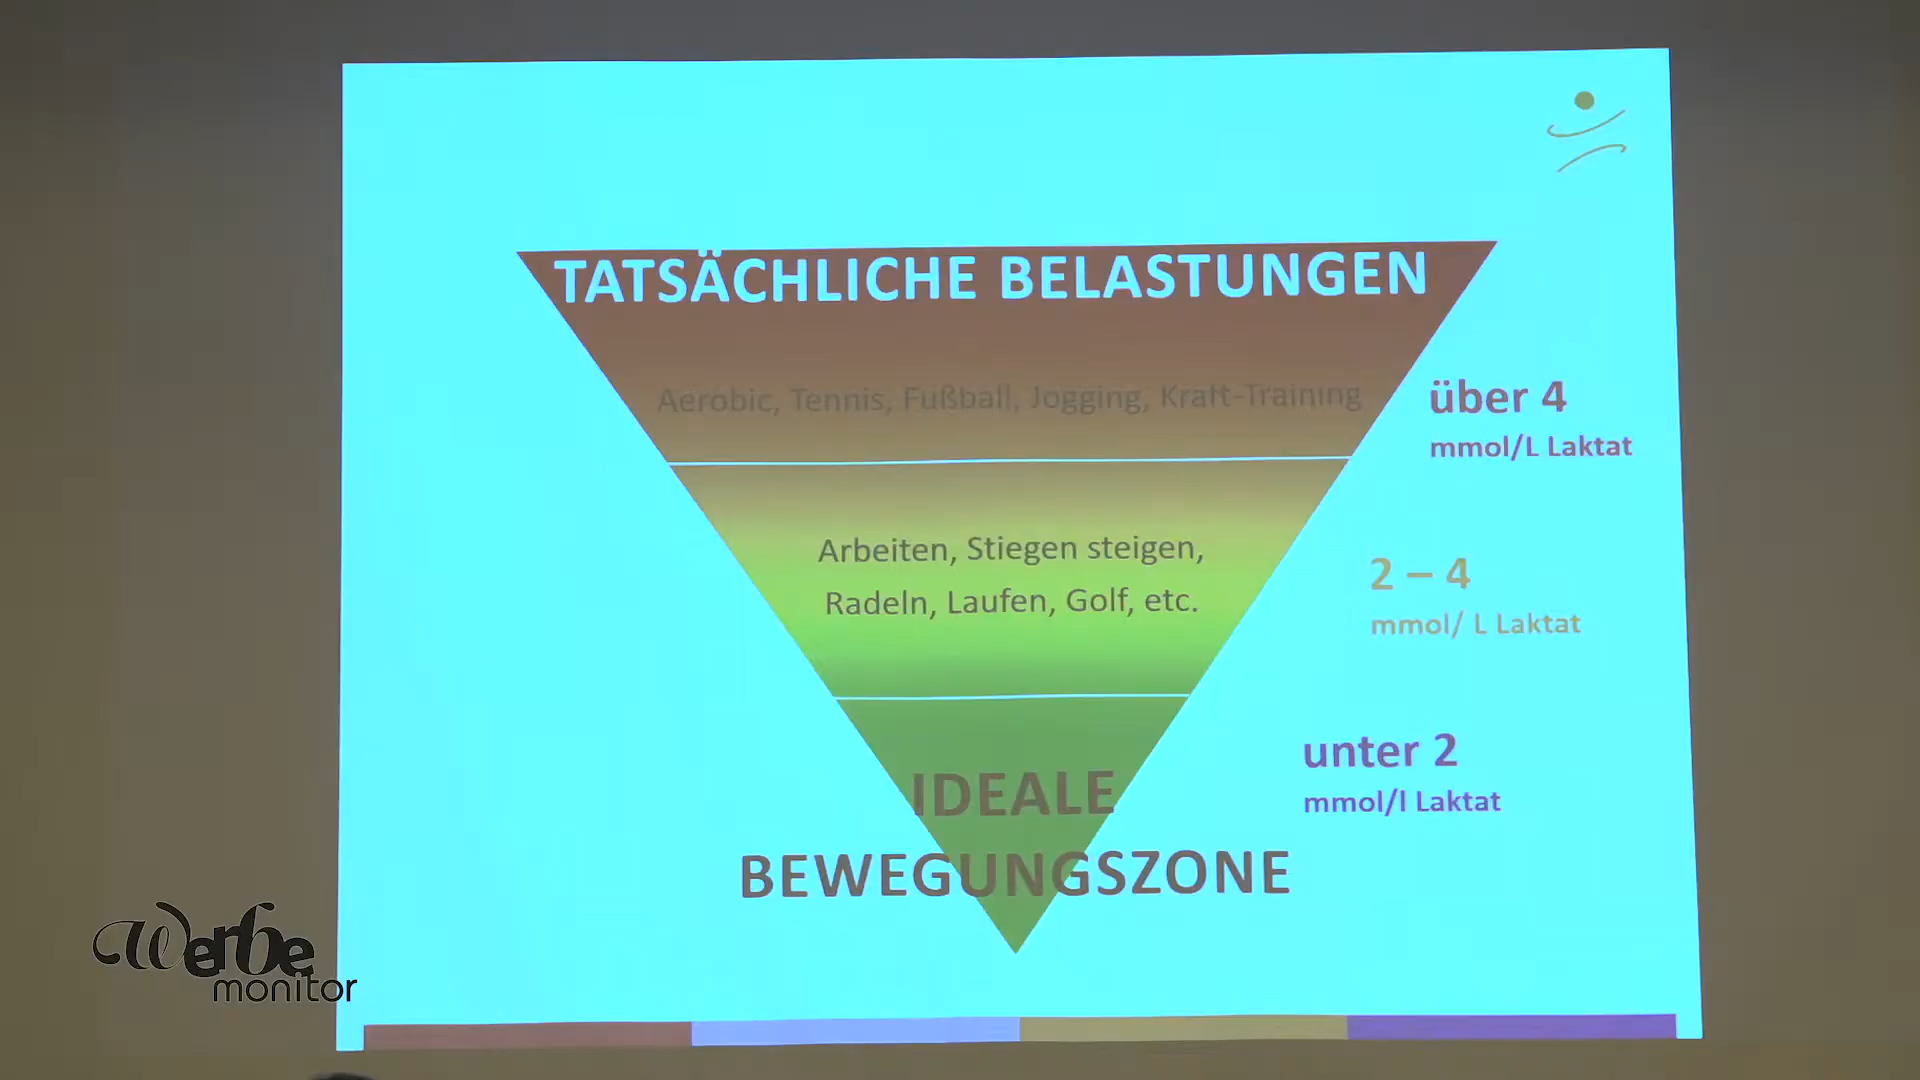 TATSÄCHLICHE BELASTUNGEN
Aerobic, Tennis, Fußball, Jogging, Kraft-Training
über 4
mmol/L Laktat
Arbeiten, Stiegen steigen,
Radeln, Laufen, Golf, etc.
2 – 4
mmol/ L Laktat
unter 2
mmol/l Laktat
IDEALE
BEWEGUNGSZONE
Werbe
monitor